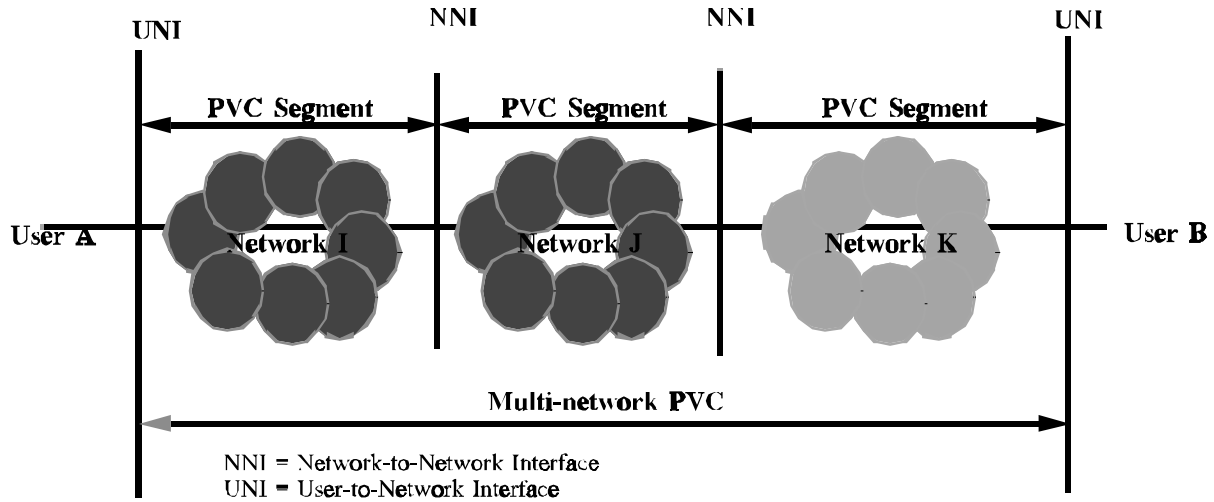 UNI
NNI
NNI
UNI
PVC Segment
PVC Segment
PVC Segment
User A
Network I
Network J
Network K
User B
Multi-network PVC
NNI = Network-to-Network Interface
UNI = User-to-Network Interface